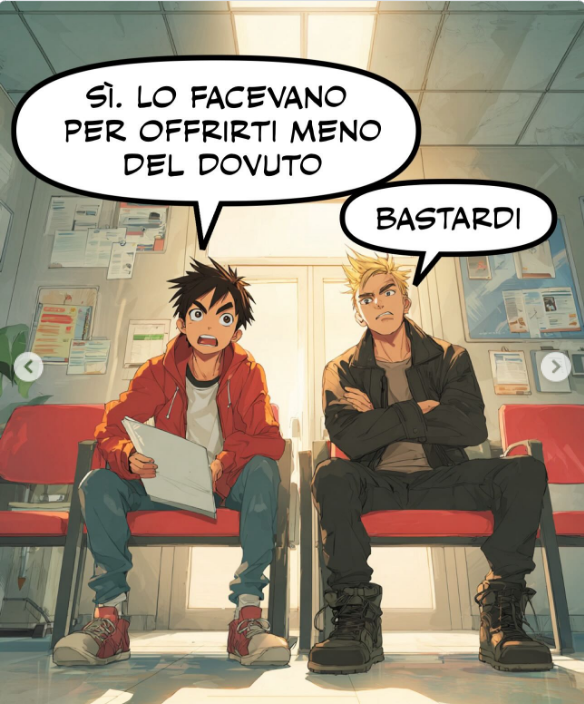 SÌ. LO FACEVANO
PER OFFRIRTI MENO
DEL DOVUTO
BASTARDI